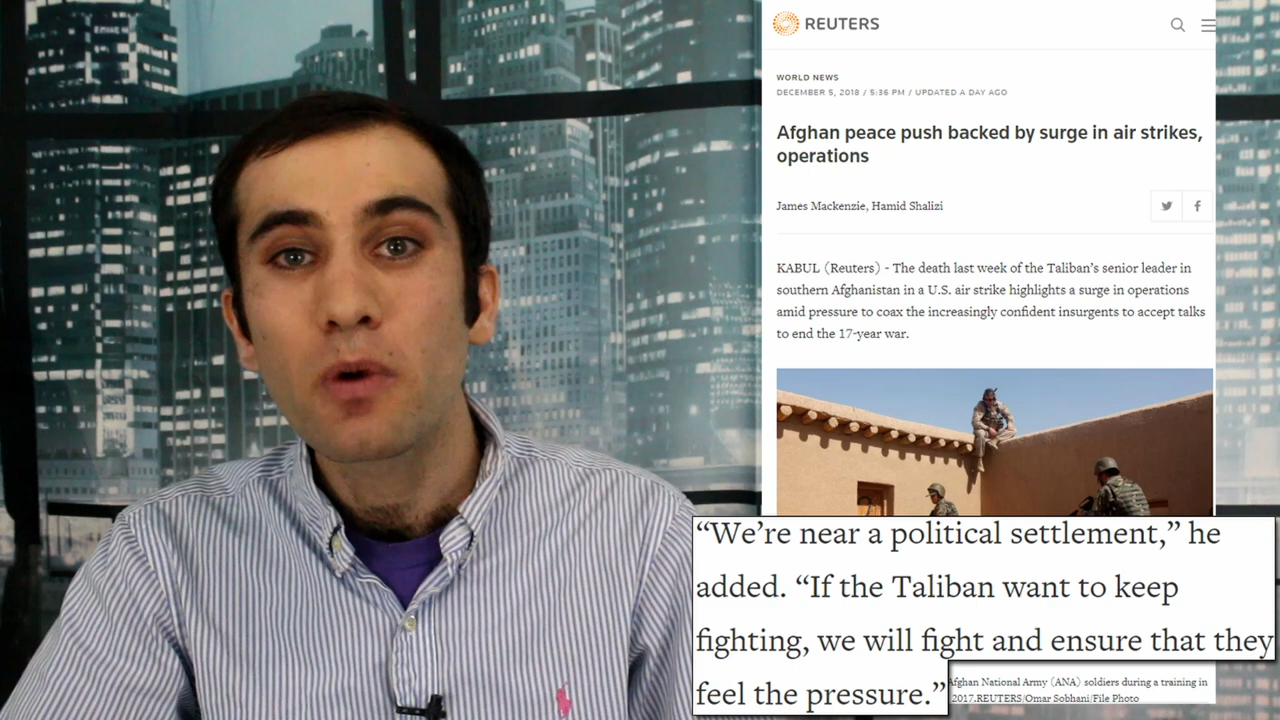 REUTERS
WORLD NEWS
DECEMBER 5, 2018 / 5:36 PM / UPDATED A DAY AGO
Afghan peace push backed by surge in air strikes,
operations
James Mackenzie, Hamid Shalizi
KABUL (Reuters) - The death last week of the Taliban’s senior leader in
southern Afghanistan in a U.S. air strike highlights a surge in operations
amid pressure to coax the increasingly confident insurgents to accept talks
to end the 17-year war.
“We’re near a political settlement,” he
added. “If the Taliban want to keep
fighting, we will fight and ensure that they
feel the pressure.”
Afghan National Army (ANA) soldiers during a training in
2017.REUTERS/Omar Sobhani/File Photo